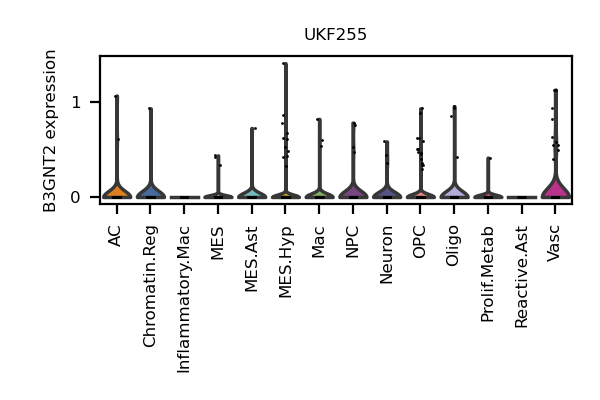 UKF255
B3GNT2 expression
1
0
AC
Chromatin.Reg
Inflammatory.Mac
MES
MES.Ast
MES.Hyp
Mac
NPC
Neuron
OPC
Oligo
Prolif.Metab
Reactive.Ast
Vasc